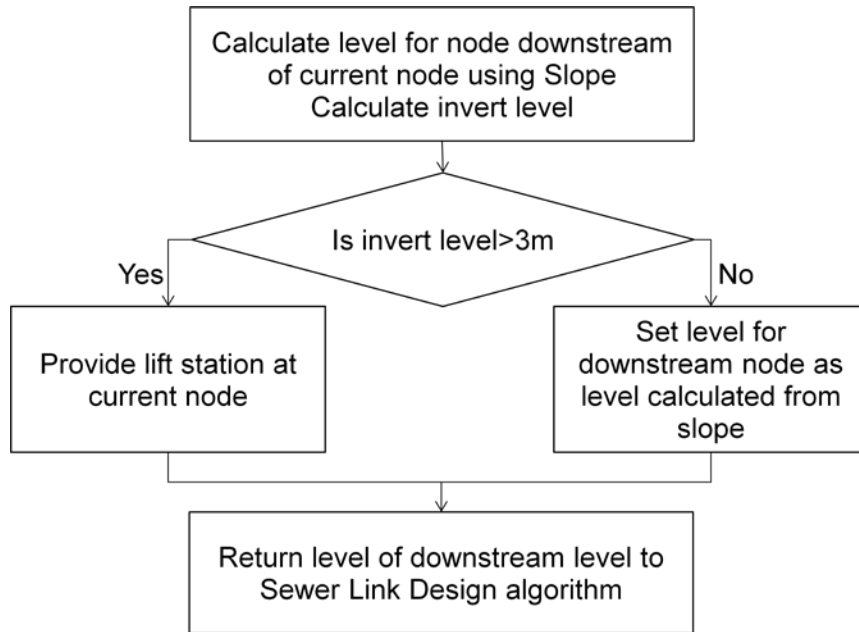 Calculate level for node downstream
of current node using Slope
Calculate invert level
Is invert level>3m
Yes
No
Provide lift station at
current node
Set level for
downstream node as
level calculated from
slope
Return level of downstream level to
Sewer Link Design algorithm